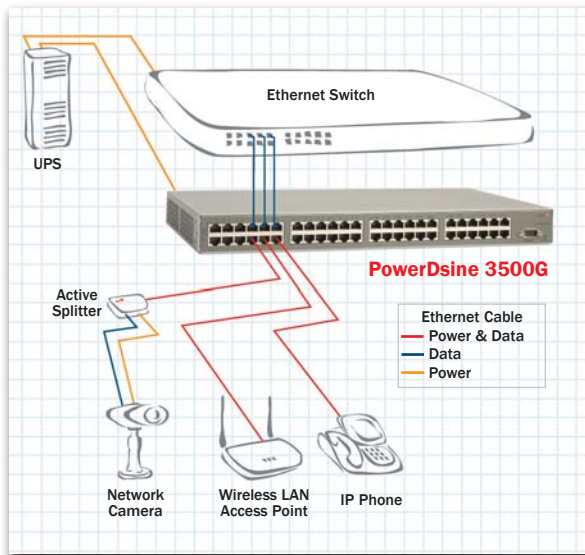 Ethernet Switch
UPS
PowerDsine 3500G
Active
Splitter
Ethernet Cable
Power & Data
Data
Power
Network
Camera
Wireless LAN
Access Point
IP Phone